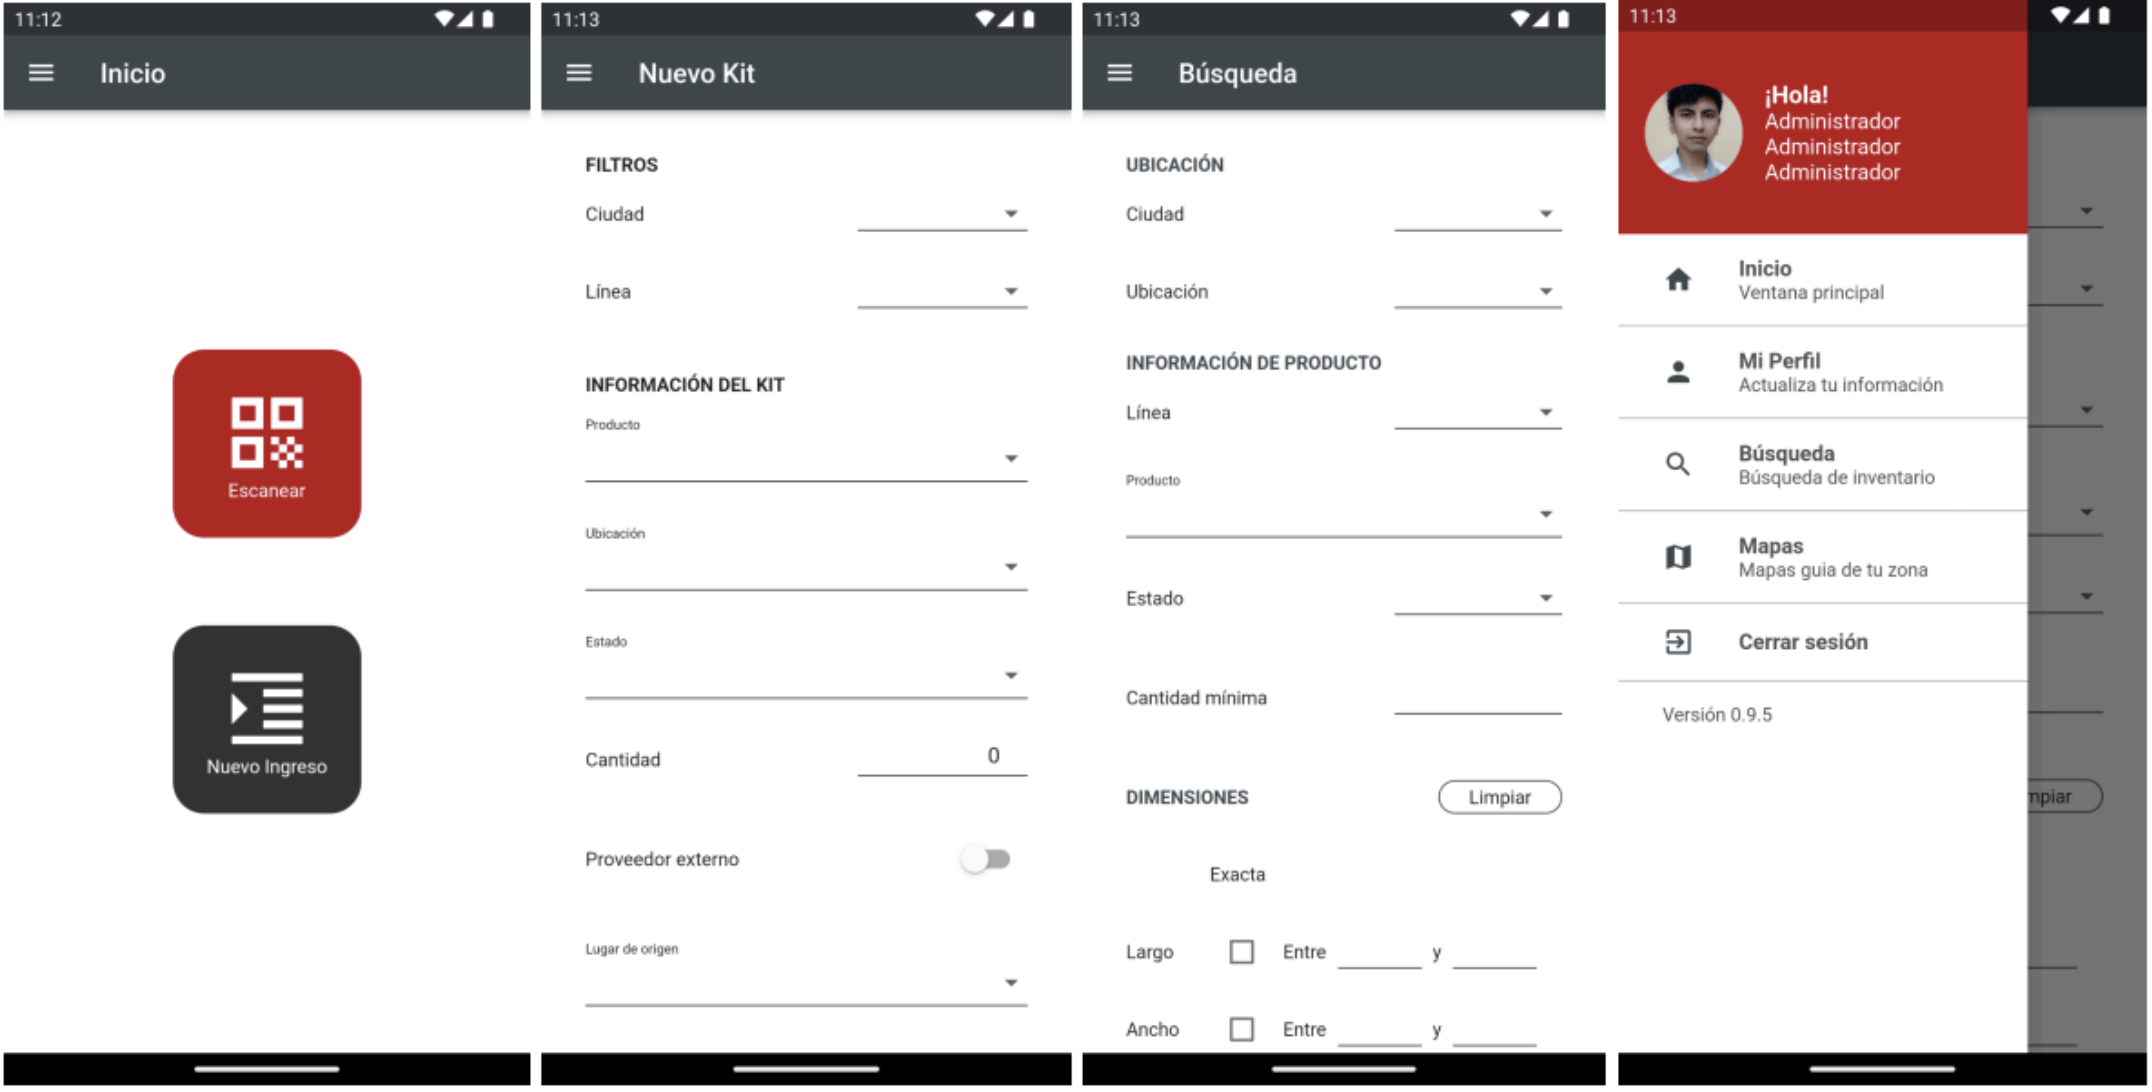 11:12
Inicio
Escanear
Nuevo Ingreso
11:13
Nuevo Kit
FILTROS
Ciudad
Línea
INFORMACIÓN DEL KIT
Producto
Ubicación
Estado
Cantidad 0
Proveedor externo
Lugar de origen
11:13
Búsqueda
UBICACIÓN
Ciudad
Ubicación
INFORMACIÓN DE PRODUCTO
Línea
Producto
Estado
Cantidad mínima
DIMENSIONES Limpiar
Exacta
Largo Entre y
Ancho Entre y
11:13
¡Hola!
Administrador
Administrador
Administrador
Inicio
Ventana principal
Mi Perfil
Actualiza tu información
Búsqueda
Búsqueda de inventario
Mapas
Mapas guia de tu zona
Cerrar sesión
Versión 0.9.5
mpiar